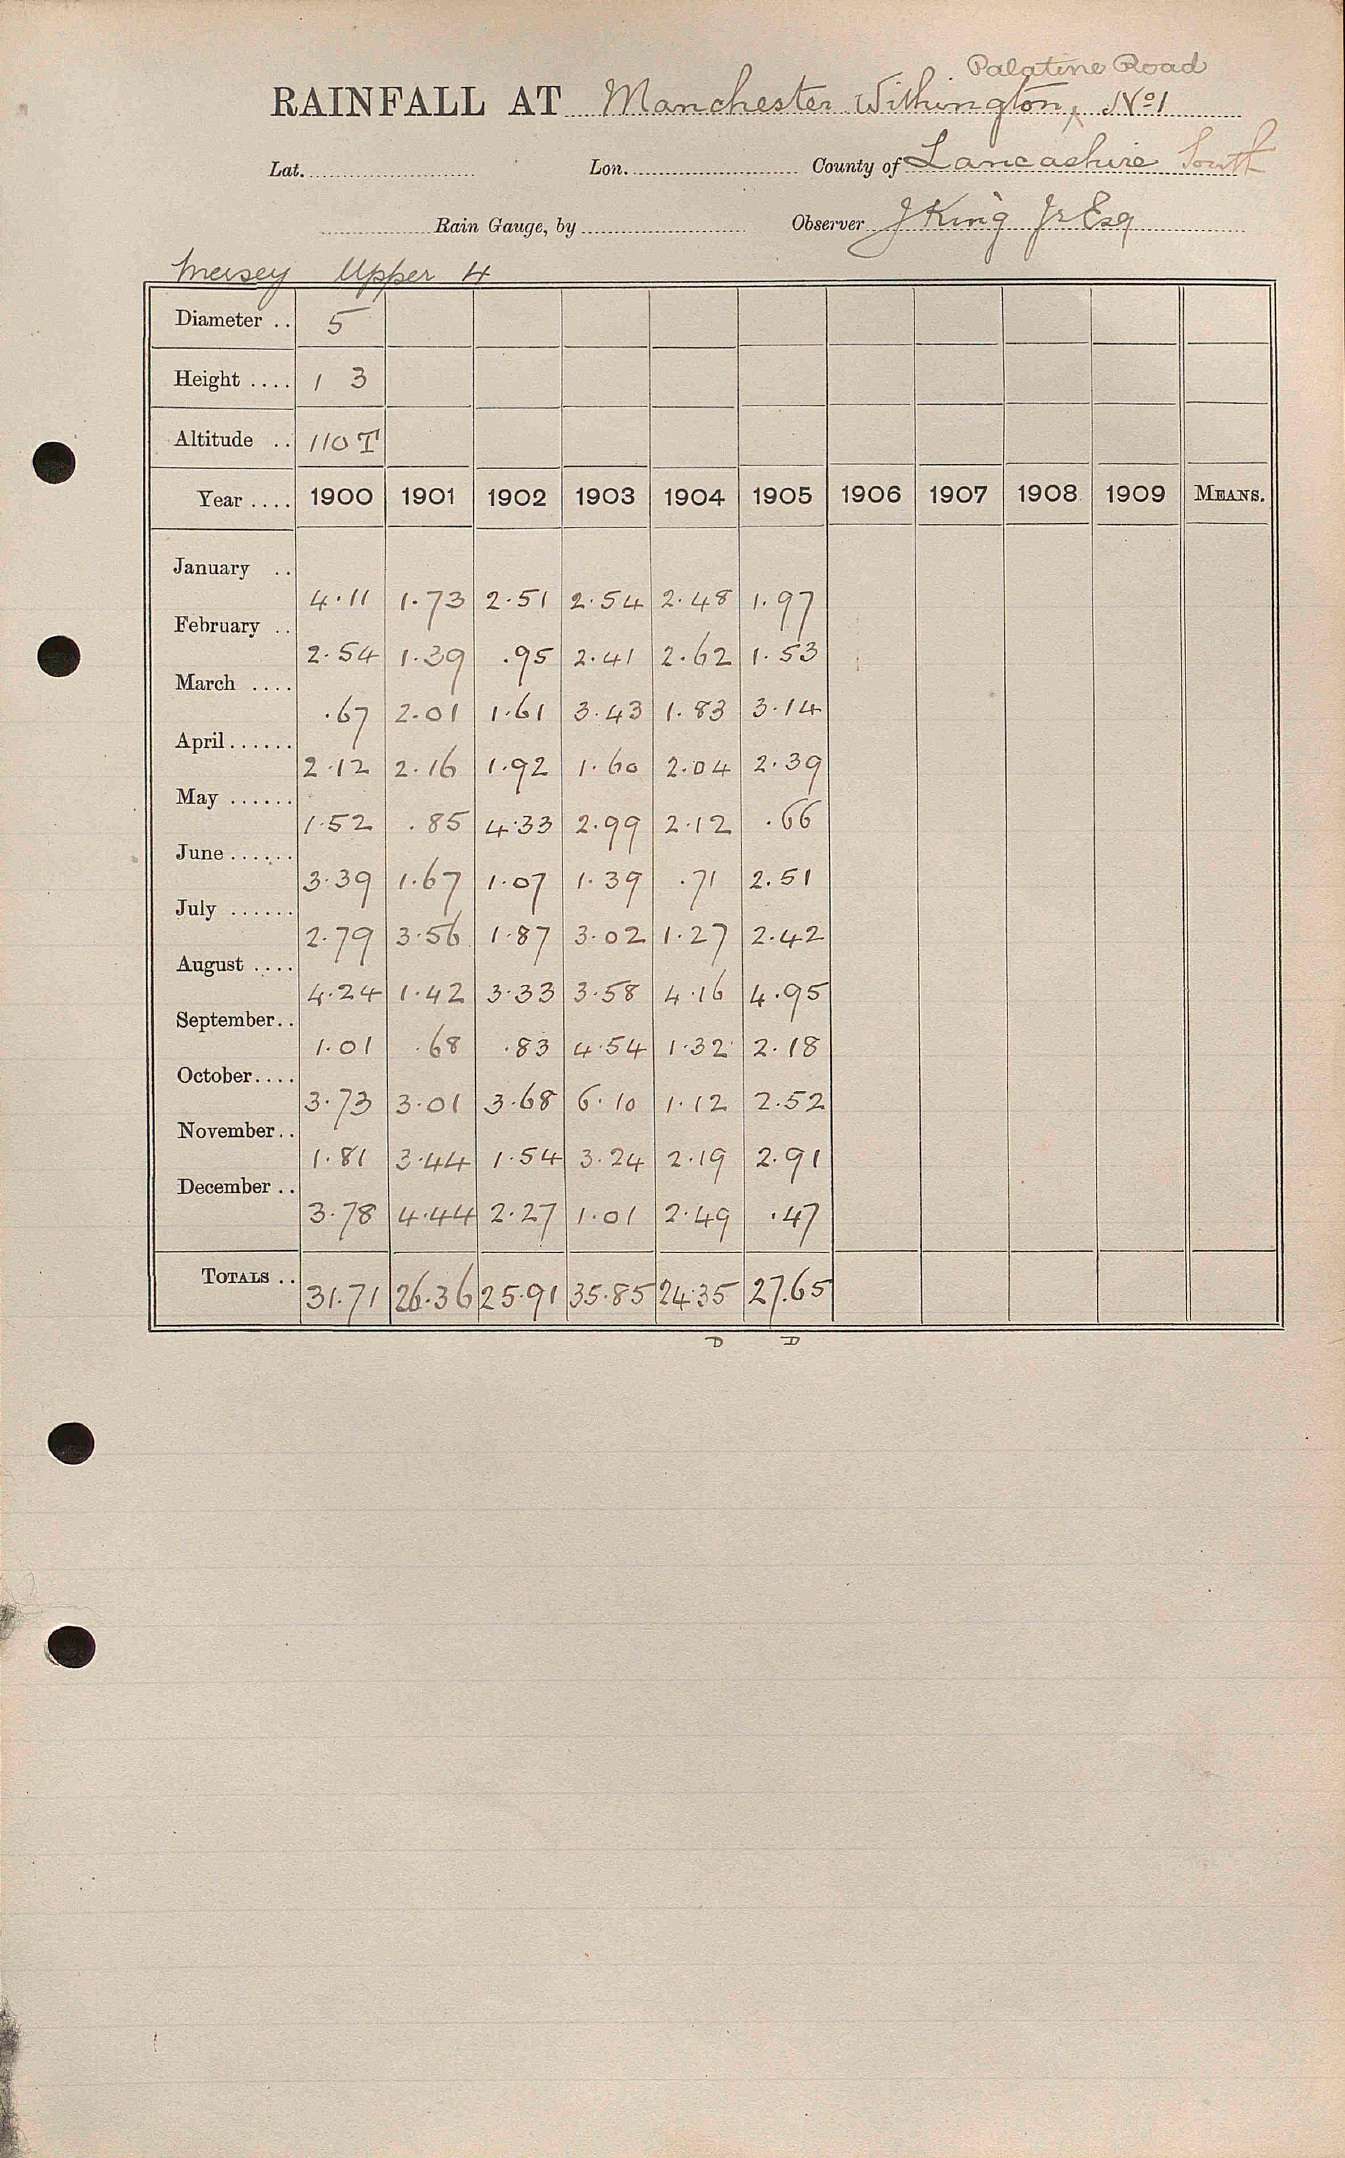 Palatine Road
RAINFALL AT Manchester Withington, ^ No 1
Lat. Lon. County of Lancashire South
Rain Gauge, by Observer J King Jr Esq
Mersey Upper 4
Diameter .. 5
Height .... 1 3
Altitude .. 110 T
Year .... 1900 1901 1902 1903 1904 1905 1906 1907 1908 1909 MEANS.
January .. 4.11 1.73 2.51 2.54 2.48 1.97
February .. 2.54 1.39 .95 2.41 2.62 1.53
March .... .67 2.01 1.61 3.43 1.83 3.14
April...... 2.12 2.16 1.92 1.60 2.04 2.39
May ...... 1.52 .85 4.33 2.99 2.12 .66
June...... 3.39 1.67 1.07 1.39 .71 2.51
July ...... 2.79 3.56 1.87 3.02 1.27 2.42
August .... 4.24 1.42 3.33 3.58 4.16 4.95
September.. 1.01 .68 .83 4.54 1.32 2.18
October.... 3.73 3.01 3.68 6.10 1.12 2.52
November.. 1.81 3.44 1.54 3.24 2.19 2.91
December .. 3.78 4.44 2.27 1.01 2.49 .47
TOTALS .. 31.71 26.36 25.91 35.85 24.35 27.65
D D